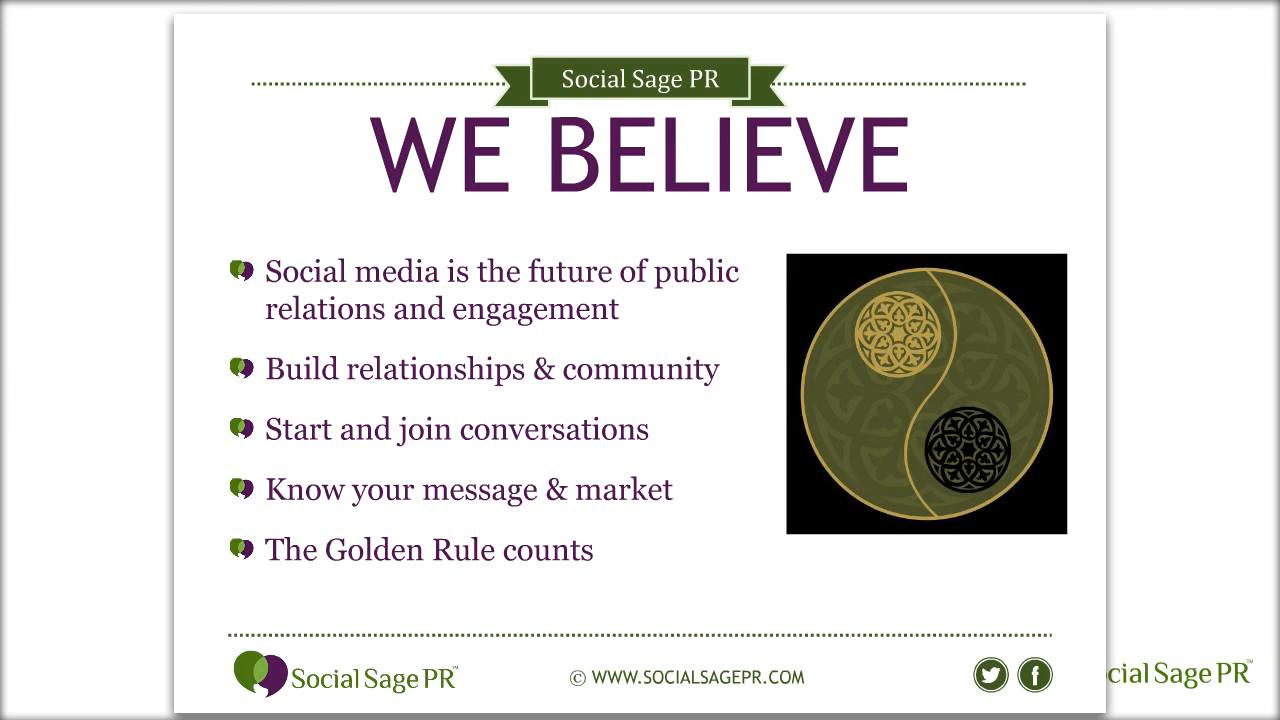 Social Sage PR
WE BELIEVE
Social media is the future of public
relations and engagement
Build relationships & community
Start and join conversations
Know your message & market
The Golden Rule counts
Social Sage PR™
© WWW.SOCIALSAGEPR.COM
cial Sage PR™